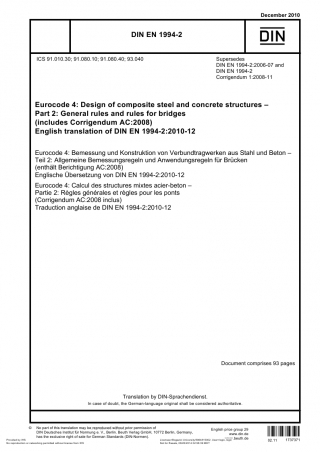 December 2010
DIN EN 1994-2
DIN
ICS 91.010.30; 91.080.10; 91.080.40; 93.040
Supersedes
DIN EN 1994-2:2006-07 and
DIN EN 1994-2
Corrigendum 1:2008-11
Eurocode 4: Design of composite steel and concrete structures –
Part 2: General rules and rules for bridges
(includes Corrigendum AC:2008)
English translation of DIN EN 1994-2:2010-12
Eurocode 4: Bemessung und Konstruktion von Verbundtragwerken aus Stahl und Beton –
Teil 2: Allgemeine Bemessungsregeln und Anwendungsregeln für Brücken
(enthält Berichtigung AC:2008)
Englische Übersetzung von DIN EN 1994-2:2010-12
Eurocode 4: Calcul des structures mixtes acier-beton –
Partie 2: Règles générales et règles pour les ponts
(Corrigendum AC:2008 inclus)
Traduction anglaise de DIN EN 1994-2:2010-12
Document comprises 93 pages
Translation by DIN-Sprachendienst.
In case of doubt, the German-language original shall be considered authoritative.
© No part of this translation may be reproduced without prior permission of
DIN Deutsches Institut für Normung e. V., Berlin. Beuth Verlag GmbH, 10772 Berlin, Germany,
has the exclusive right of sale for German Standards (DIN-Normen).
English price group 29
www.din.de
beuth.de
02.11
1737371